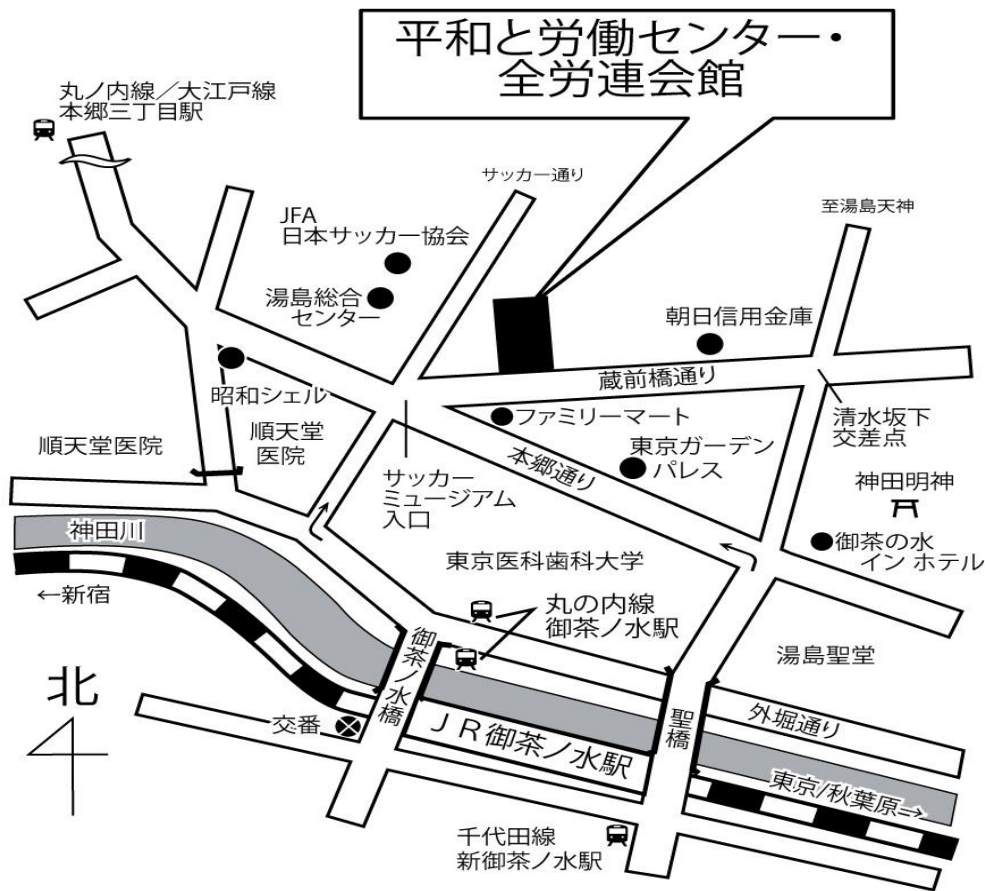 平和と労働センター・
全労連会館
丸ノ内線／大江戸線
本郷三丁目駅
サッカー通り
至湯島天神
JFA
日本サッカー協会
湯島総合
センター
朝日信用金庫
蔵前橋通り
昭和シェル
ファミリーマート
清水坂下
交差点
順天堂医院
順天堂
医院
東京ガーデン
パレス
本郷通り
サッカー
ミュージアム
入口
神田明神
神田川
東京医科歯科大学
御茶の水
イン ホテル
←新宿
丸の内線
御茶ノ水駅
御茶ノ水橋
湯島聖堂
北
交番
JR御茶ノ水駅
聖橋
外堀通り
東京/秋葉原⇒
千代田線
新御茶ノ水駅